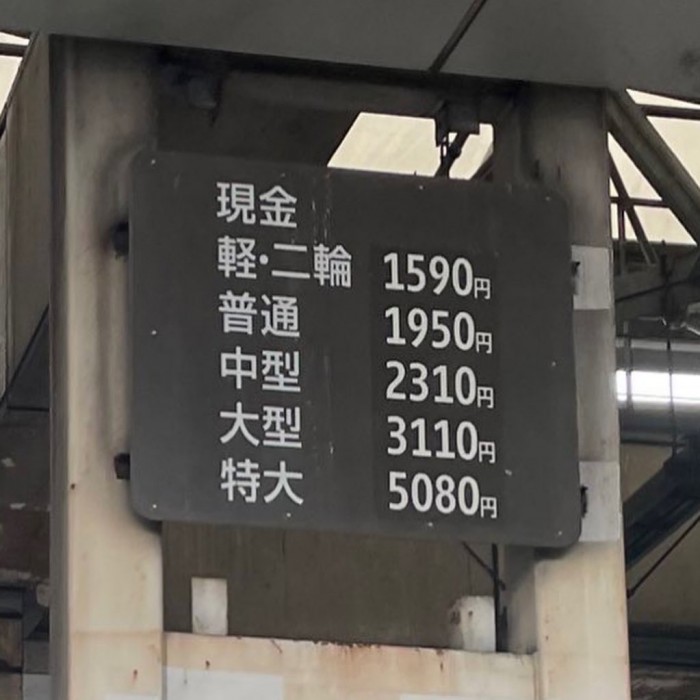 現金
軽・二輪 1590円
普通 1950円
中型 2310円
大型 3110円
特大 5080円